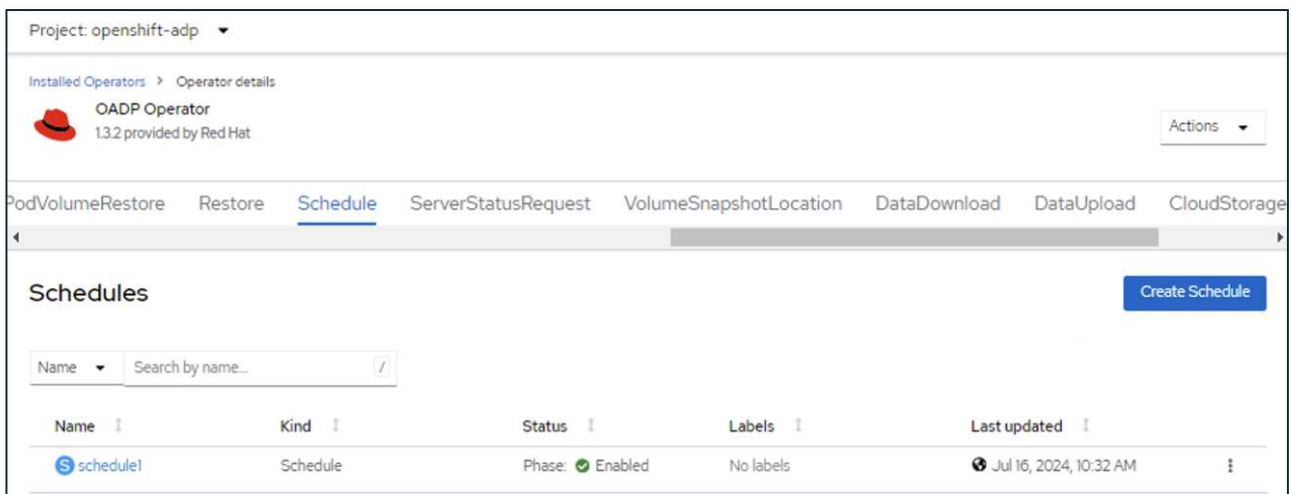 Project: openshift-adp
Installed Operators > Operator details
OADP Operator
1.3.2 provided by Red Hat
Actions
PodVolumeRestore Restore Schedule ServerStatusRequest VolumeSnapshotLocation DataDownload DataUpload CloudStorage
Schedules
Create Schedule
Name Search by name... /
Name Kind Status Labels Last updated
S schedule1 Schedule Phase: Enabled No labels Jul 16, 2024, 10:32 AM